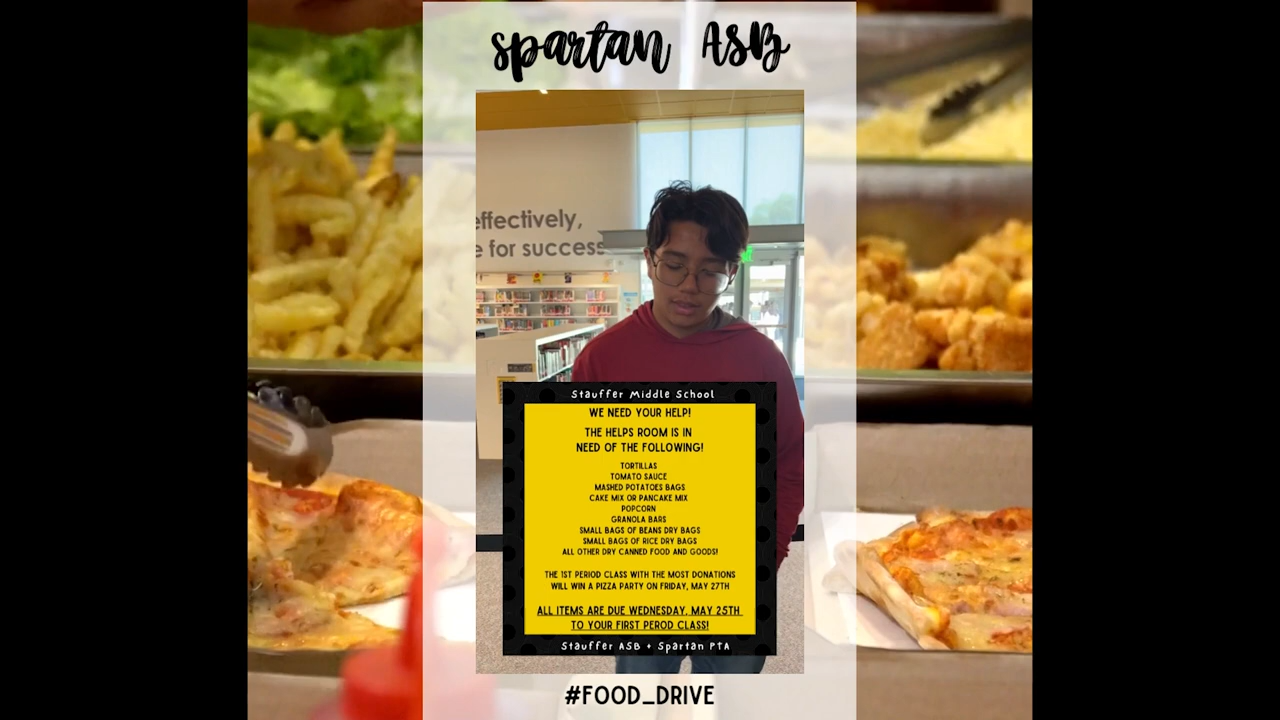 spartan ASB
effectively,
e for success
Stauffer Middle School
WE NEED YOUR HELP!
THE HELPS ROOM IS IN
NEED OF THE FOLLOWING!
TORTILLAS
TOMATO SAUCE
MASHED POTATOES BAGS
CAKE MIX OR PANCAKE MIX
POPCORN
GRANOLA BARS
SMALL BAGS OF BEANS DRY BAGS
SMALL BAGS OF RICE DRY BAGS
ALL OTHER DRY CANNED FOOD AND GOODS!
THE 1ST PERIOD CLASS WITH THE MOST DONATIONS
WILL WIN A PIZZA PARTY ON FRIDAY, MAY 27TH
ALL ITEMS ARE DUE WEDNESDAY, MAY 25TH
TO YOUR FIRST PEROD CLASS!
Stauffer ASB + Spartan PTA
#FOOD_DRIVE